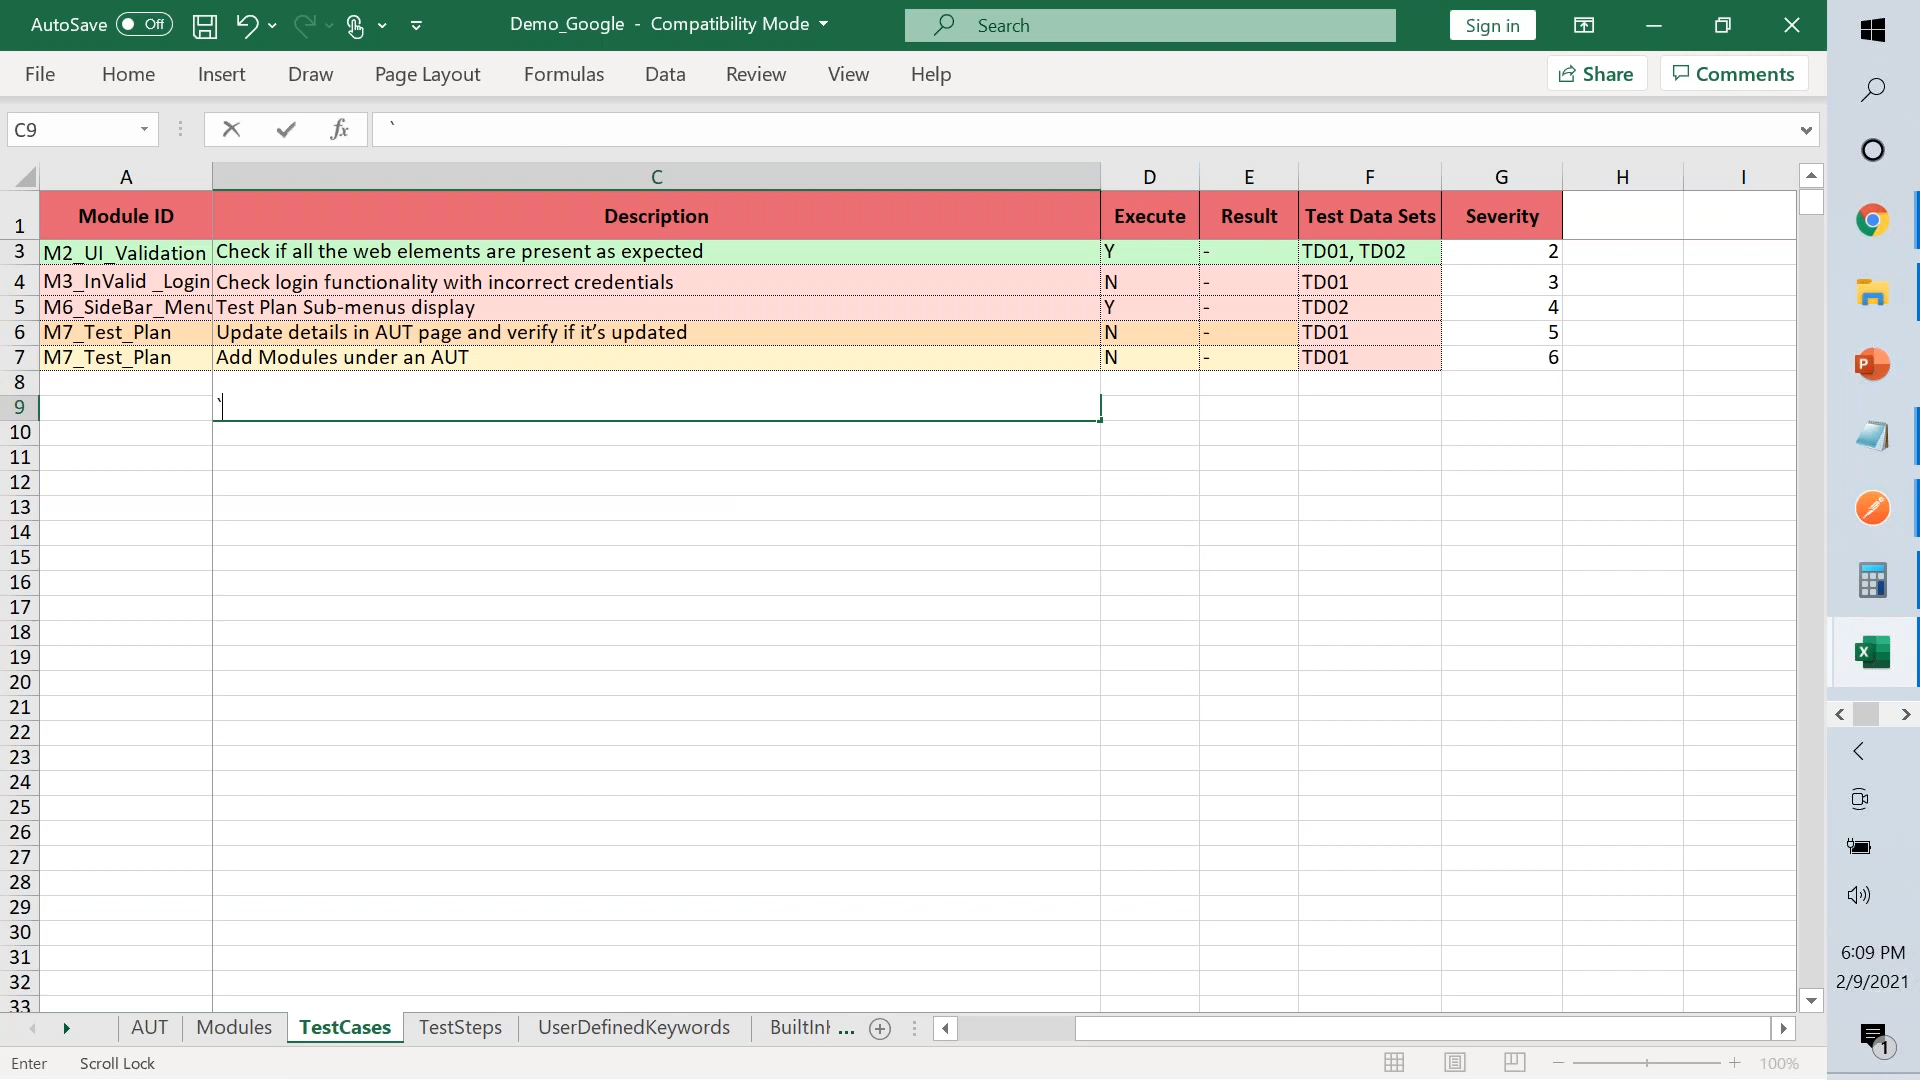 AutoSave Off Demo_Google - Compatibility Mode Search Sign in
File Home Insert Draw Page Layout Formulas Data Review View Help Share Comments
C9 fx `
A C D E F G H I
1 Module ID Description Execute Result Test Data Sets Severity
3 M2_UI_Validation Check if all the web elements are present as expected Y - TD01, TD02 2
4 M3_InValid _Login Check login functionality with incorrect credentials N - TD01 3
5 M6_SideBar_Menu Test Plan Sub-menus display Y - TD02 4
6 M7_Test_Plan Update details in AUT page and verify if it’s updated N - TD01 5
7 M7_Test_Plan Add Modules under an AUT N - TD01 6
8
9 `
10
11
12
13
14
15
16
17
18
19
20
21
22
23
24
25
26
27
28
29
30
31
32
33
AUT Modules TestCases TestSteps UserDefinedKeywords BuiltInK ...
Enter Scroll Lock 100%
6:09 PM
2/9/2021
1